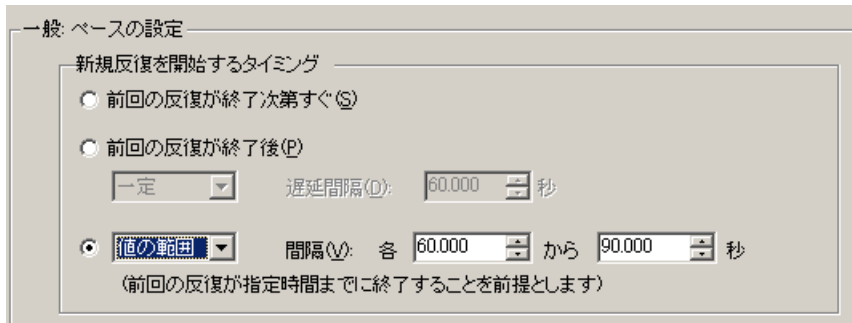 一般: ペースの設定
新規反復を開始するタイミング
前回の反復が終了次第すぐ(S)
前回の反復が終了後(P)
一定 遅延間隔(D): 60.000 秒
値の範囲 間隔(V): 各 60.000 から 90.000 秒
(前回の反復が指定時間までに終了することを前提とします)